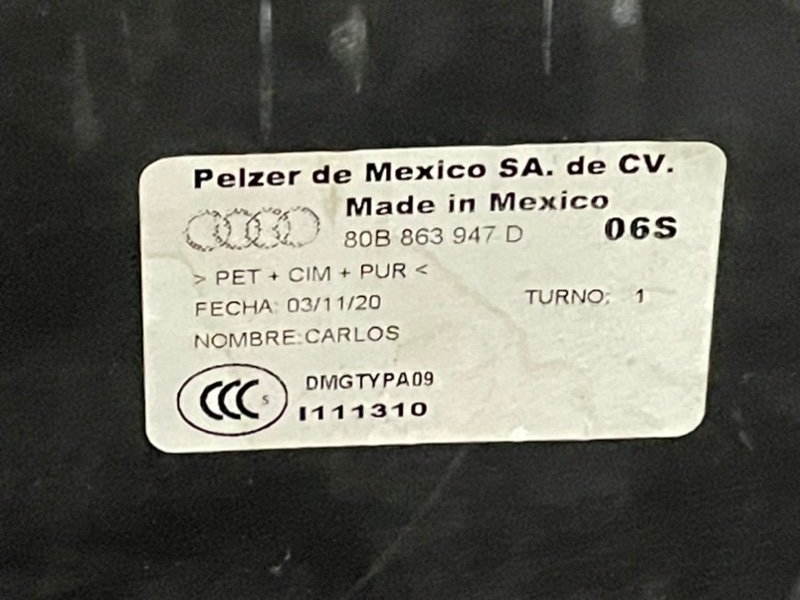 Pelzer de Mexico SA. de CV.
Made in Mexico
80B 863 947 D 06S
> PET + CIM + PUR <
FECHA: 03/11/20 TURNO: 1
NOMBRE:CARLOS
CCC S
DMGTYPA09
I111310